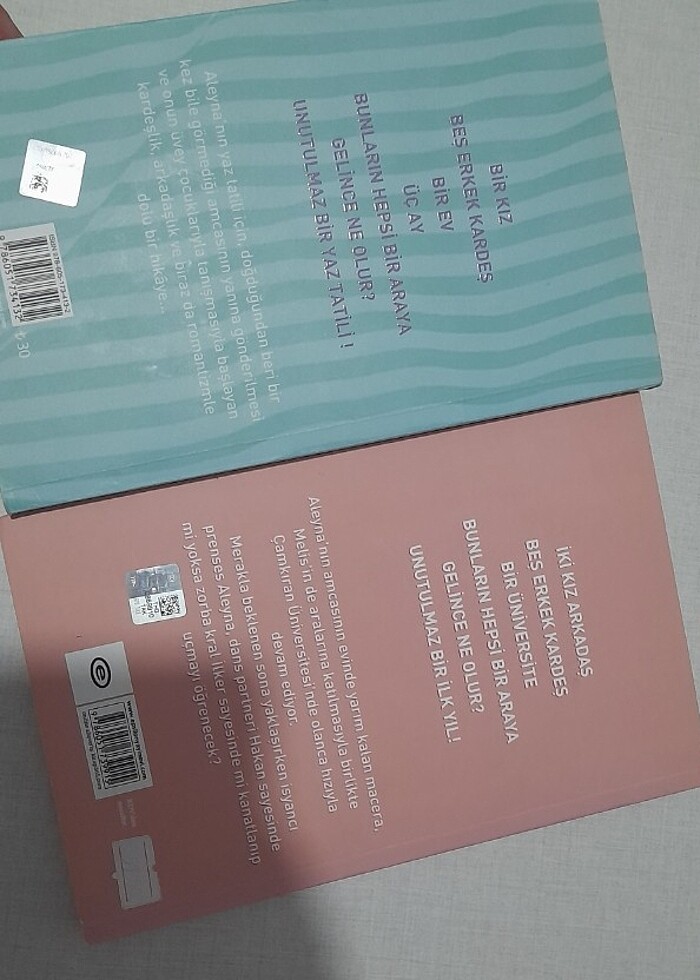 BİR KIZ
BEŞ ERKEK KARDEŞ
BİR EV
ÜÇ AY
BUNLARIN HEPSİ BİR ARAYA
GELİNCE NE OLUR?
UNUTULMAZ BİR YAZ TATİLİ !
Aleyna'nın yaz tatili için, doğduğundan beri bir
kez bile görmediği amcasının yanına gönderilmesi
ve onun üvey çocuklarıyla tanışmasıyla başlayan
kardeşlik, arkadaşlık ve biraz da romantizmle
dolu bir hikâye...
₺30
İKİ KIZ ARKADAŞ
BEŞ ERKEK KARDEŞ
BİR ÜNİVERSİTE
BUNLARIN HEPSİ BİR ARAYA
GELİNCE NE OLUR?
UNUTULMAZ BİR İLK YIL!
Aleyna'nın amcasının evinde yarım kalan macera,
Melis'in de aralarına katılmasıyla birlikte
Çamkıran Üniversitesi'nde olanca hızıyla
devam ediyor.
Merakla beklenen sona yaklaşırken isyancı
prenses Aleyna, dans partneri Hakan sayesinde
mi yoksa zorba kral İlker sayesinde mi kanatlanıp
uçmayı öğrenecek?
e
www.epsilonyayinevi.com